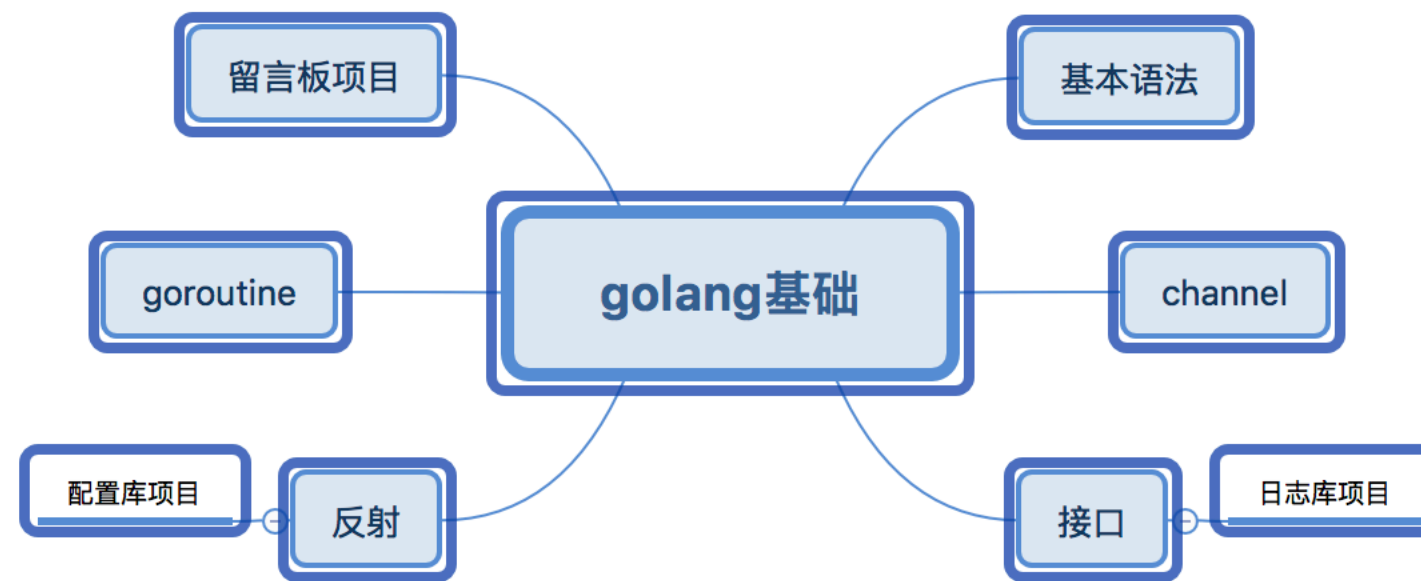 留言板项目
基本语法
goroutine
golang基础
channel
配置库项目
反射
接口
日志库项目